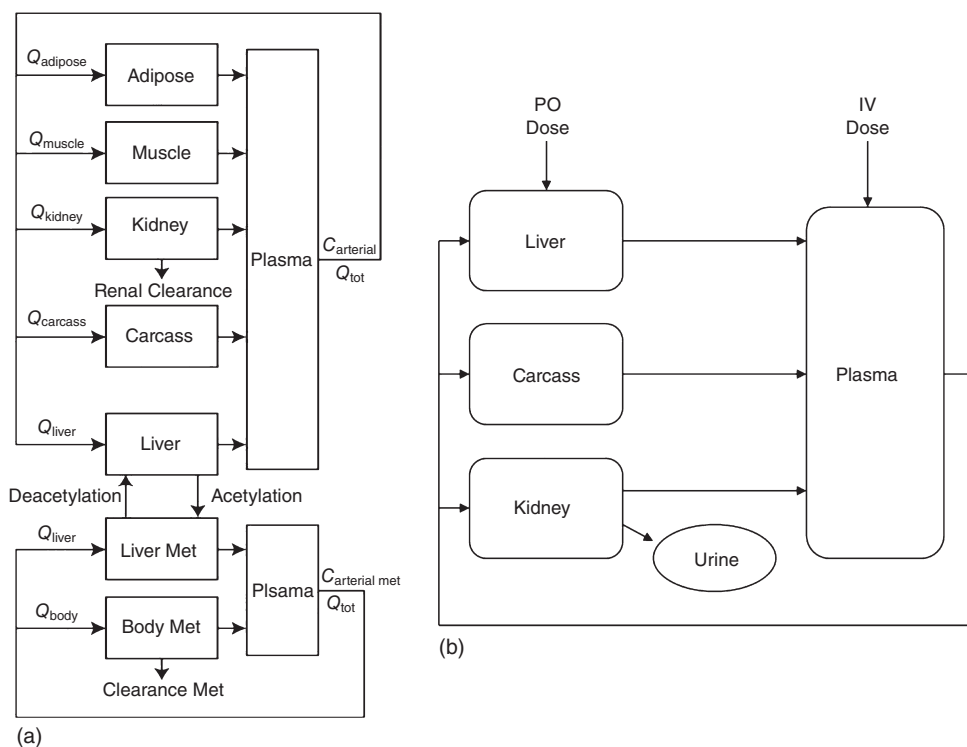 Q_adipose
Adipose
Q_muscle
Muscle
Q_kidney
Kidney
Renal Clearance
Plasma
C_arterial
Q_tot
Q_carcass
Carcass
Q_liver
Liver
Deacetylation
Acetylation
Q_liver
Liver Met
Plsama
C_arterial met
Q_tot
Q_body
Body Met
Clearance Met
(a)
PO
Dose
IV
Dose
Liver
Carcass
Plasma
Kidney
Urine
(b)